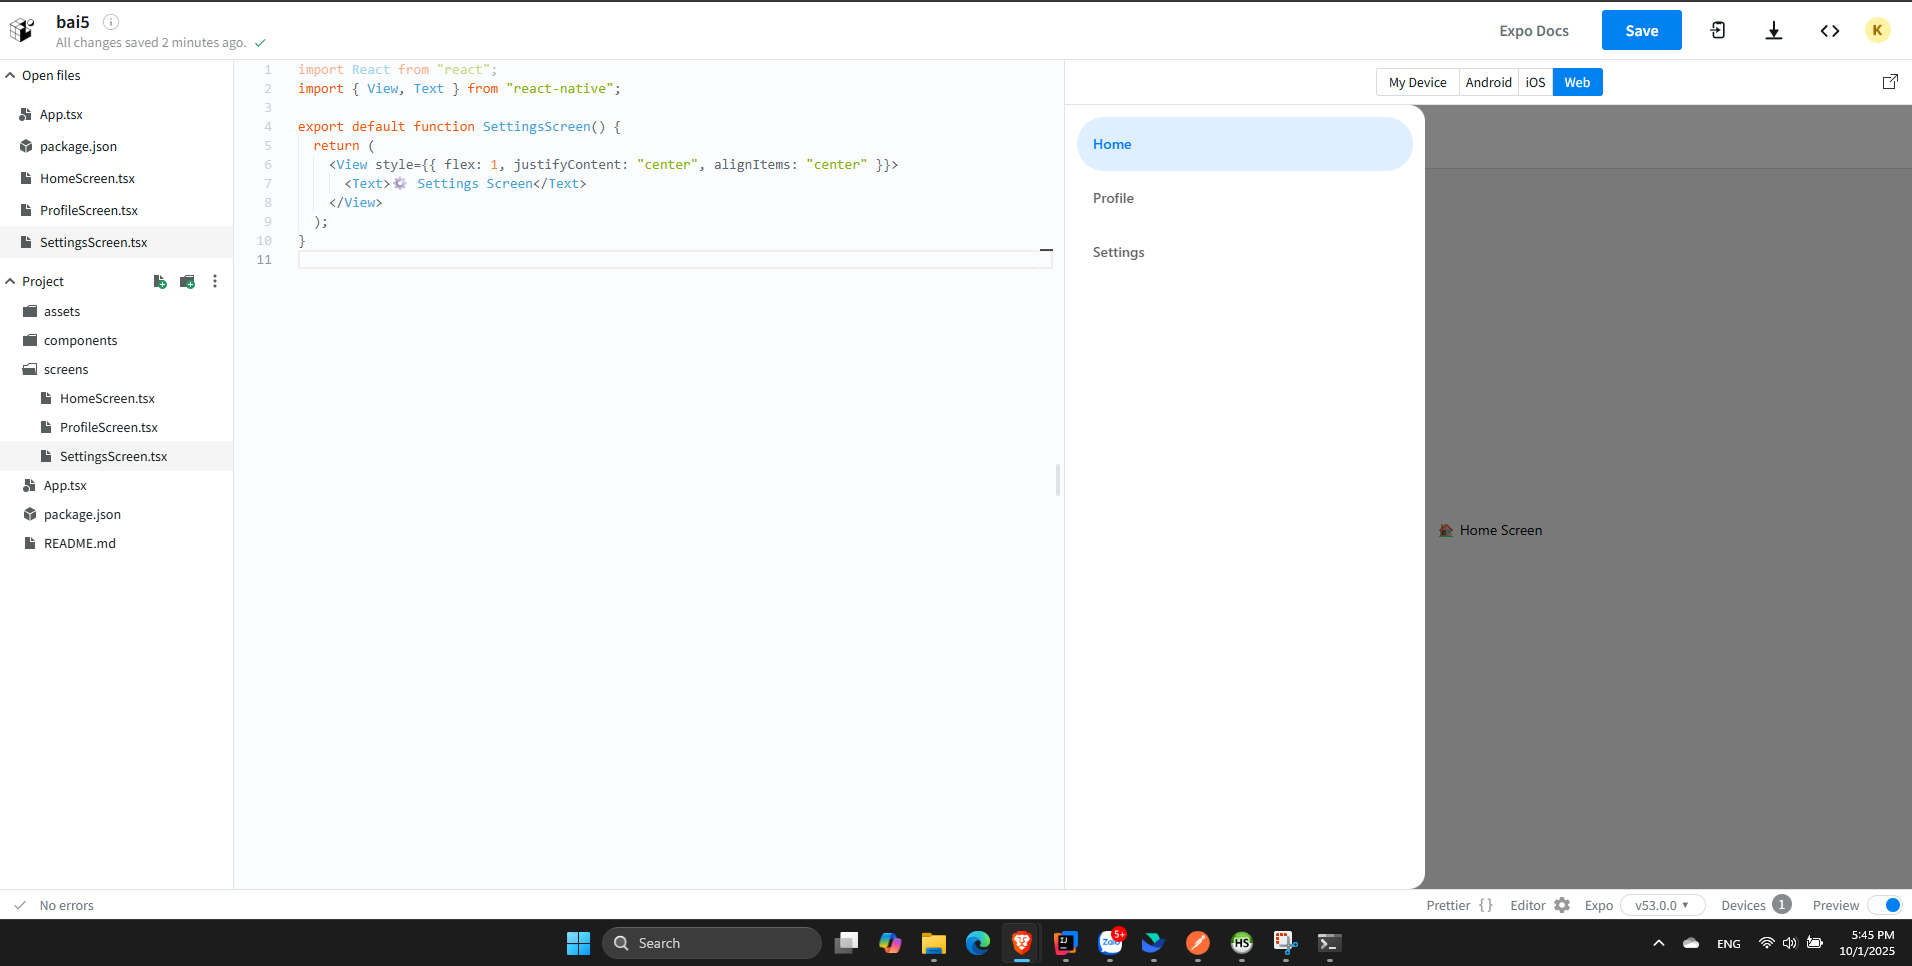 bai5
All changes saved 2 minutes ago.
Expo Docs
Save
K
Open files
App.tsx
package.json
HomeScreen.tsx
ProfileScreen.tsx
SettingsScreen.tsx
Project
assets
components
screens
HomeScreen.tsx
ProfileScreen.tsx
SettingsScreen.tsx
App.tsx
package.json
README.md
1 import React from "react";
2 import { View, Text } from "react-native";
3
4 export default function SettingsScreen() {
5 return (
6 <View style={{ flex: 1, justifyContent: "center", alignItems: "center" }}>
7 <Text>⚙️ Settings Screen</Text>
8 </View>
9 );
10 }
11
My Device Android iOS Web
Home
Profile
Settings
🏠 Home Screen
No errors
Prettier {} Editor Expo v53.0.0 Devices 1 Preview
Search
IJ
Zalo
5+
HS
ENG
5:45 PM
10/1/2025